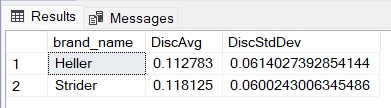 Results Messages
brand_name DiscAvg DiscStdDev
1 Heller 0.112783 0.0614027392854144
2 Strider 0.118125 0.0600243006345486